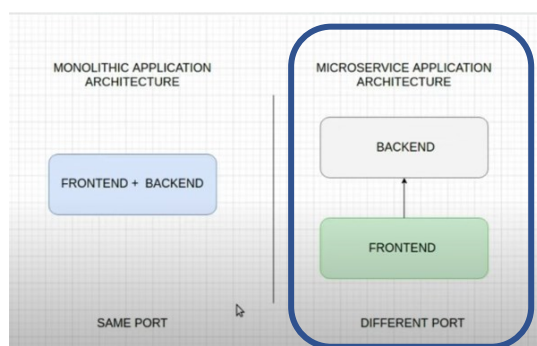 MONOLITHIC APPLICATION
ARCHITECTURE
FRONTEND + BACKEND
SAME PORT
MICROSERVICE APPLICATION
ARCHITECTURE
BACKEND
FRONTEND
DIFFERENT PORT